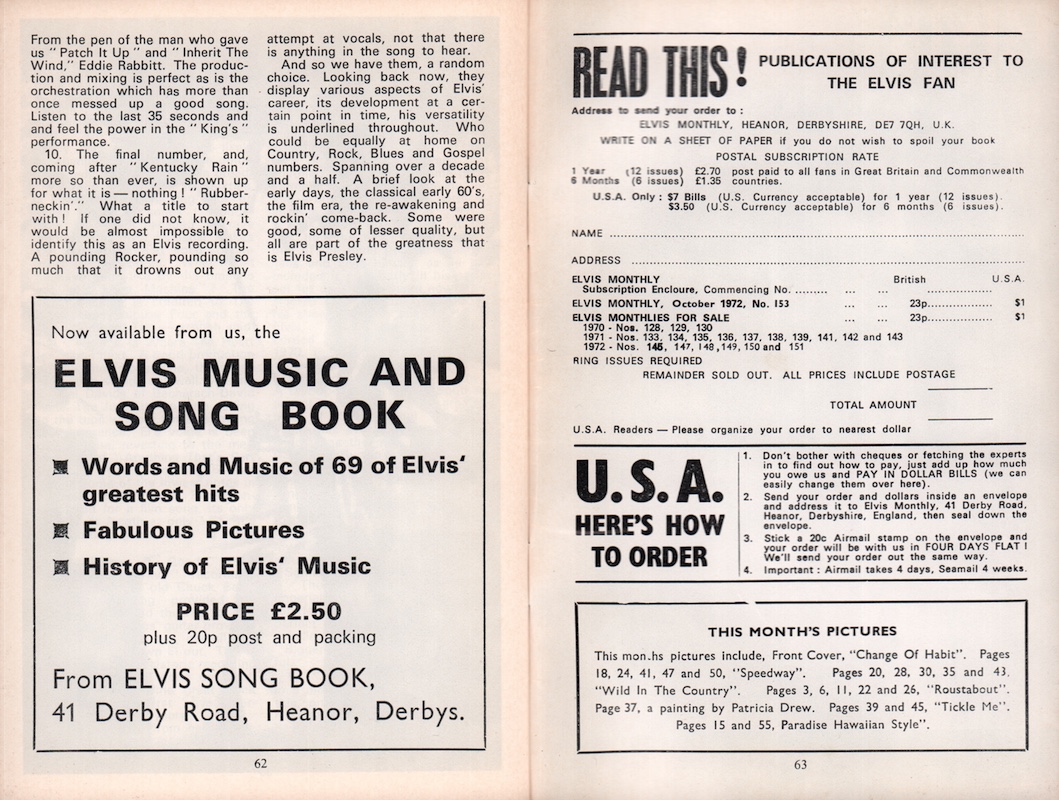 From the pen of the man who gave
us "Patch It Up" and "Inherit The
Wind," Eddie Rabbitt. The produc-
tion and mixing is perfect as is the
orchestration which has more than
once messed up a good song.
Listen to the last 35 seconds and
and feel the power in the "King's"
performance.
10. The final number, and,
coming after "Kentucky Rain"
more so than ever, is shown up
for what it is — nothing! "Rubber-
neckin'." What a title to start
with! If one did not know, it
would be almost impossible to
identify this as an Elvis recording.
A pounding Rocker, pounding so
much that it drowns out any
attempt at vocals, not that there
is anything in the song to hear.
And so we have them, a random
choice. Looking back now, they
display various aspects of Elvis'
career, its development at a cer-
tain point in time, his versatility
is underlined throughout. Who
could be equally at home on
Country, Rock, Blues and Gospel
numbers. Spanning over a decade
and a half. A brief look at the
early days, the classical early 60's,
the film era, the re-awakening and
rockin' come-back. Some were
good, some of lesser quality, but
all are part of the greatness that
is Elvis Presley.
Now available from us, the
ELVIS MUSIC AND
SONG BOOK
Words and Music of 69 of Elvis'
greatest hits
Fabulous Pictures
History of Elvis' Music
PRICE £2.50
plus 20p post and packing
From ELVIS SONG BOOK,
41 Derby Road, Heanor, Derbys.
62
READ THIS! PUBLICATIONS OF INTEREST TO
THE ELVIS FAN
Address to send your order to :
ELVIS MONTHLY, HEANOR, DERBYSHIRE, DE7 7QH, U.K.
WRITE ON A SHEET OF PAPER if you do not wish to spoil your book
POSTAL SUBSCRIPTION RATE
1 Year (12 issues) £2.70 post paid to all fans in Great Britain and Commonwealth
6 Months (6 issues) £1.35 countries.
U.S.A. Only : $7 Bills (U.S. Currency acceptable) for 1 year (12 issues).
$3.50 (U.S. Currency acceptable) for 6 months (6 issues).
NAME ..........
ADDRESS ..........
ELVIS MONTHLY British U.S.A.
Subscription Encloure, Commencing No. ......... ... ... .................. ...
ELVIS MONTHLY, October 1972, No. 153 ... ... 23p................. $1
ELVIS MONTHLIES FOR SALE ... ... 23p................. $1
1970 - Nos. 128, 129, 130
1971 - Nos. 133, 134, 135, 136, 137, 138, 139, 141, 142 and 143
1972 - Nos. 145, 147, 148, 149, 150 and 151
RING ISSUES REQUIRED
REMAINDER SOLD OUT. ALL PRICES INCLUDE POSTAGE
TOTAL AMOUNT
U.S.A. Readers — Please organize your order to nearest dollar
U.S.A.
HERE'S HOW
TO ORDER
1. Don't bother with cheques or fetching the experts
in to find out how to pay, just add up how much
you owe us and PAY IN DOLLAR BILLS (we can
easily change them over here).
2. Send your order and dollars inside an envelope
and address it to Elvis Monthly, 41 Derby Road,
Heanor, Derbyshire, England, then seal down the
envelope.
3. Stick a 20c Airmail stamp on the envelope and
your order will be with us in FOUR DAYS FLAT!
We'll send your order out the same way.
4. Important : Airmail takes 4 days, Seamail 4 weeks.
THIS MONTH'S PICTURES
This mon.hs pictures include, Front Cover, "Change Of Habit". Pages
18, 24, 41, 47 and 50, "Speedway". Pages 20, 28, 30, 35 and 43.
"Wild In The Country". Pages 3, 6, 11, 22 and 26, "Roustabout".
Page 37, a painting by Patricia Drew. Pages 39 and 45, "Tickle Me".
Pages 15 and 55, Paradise Hawaiian Style".
63